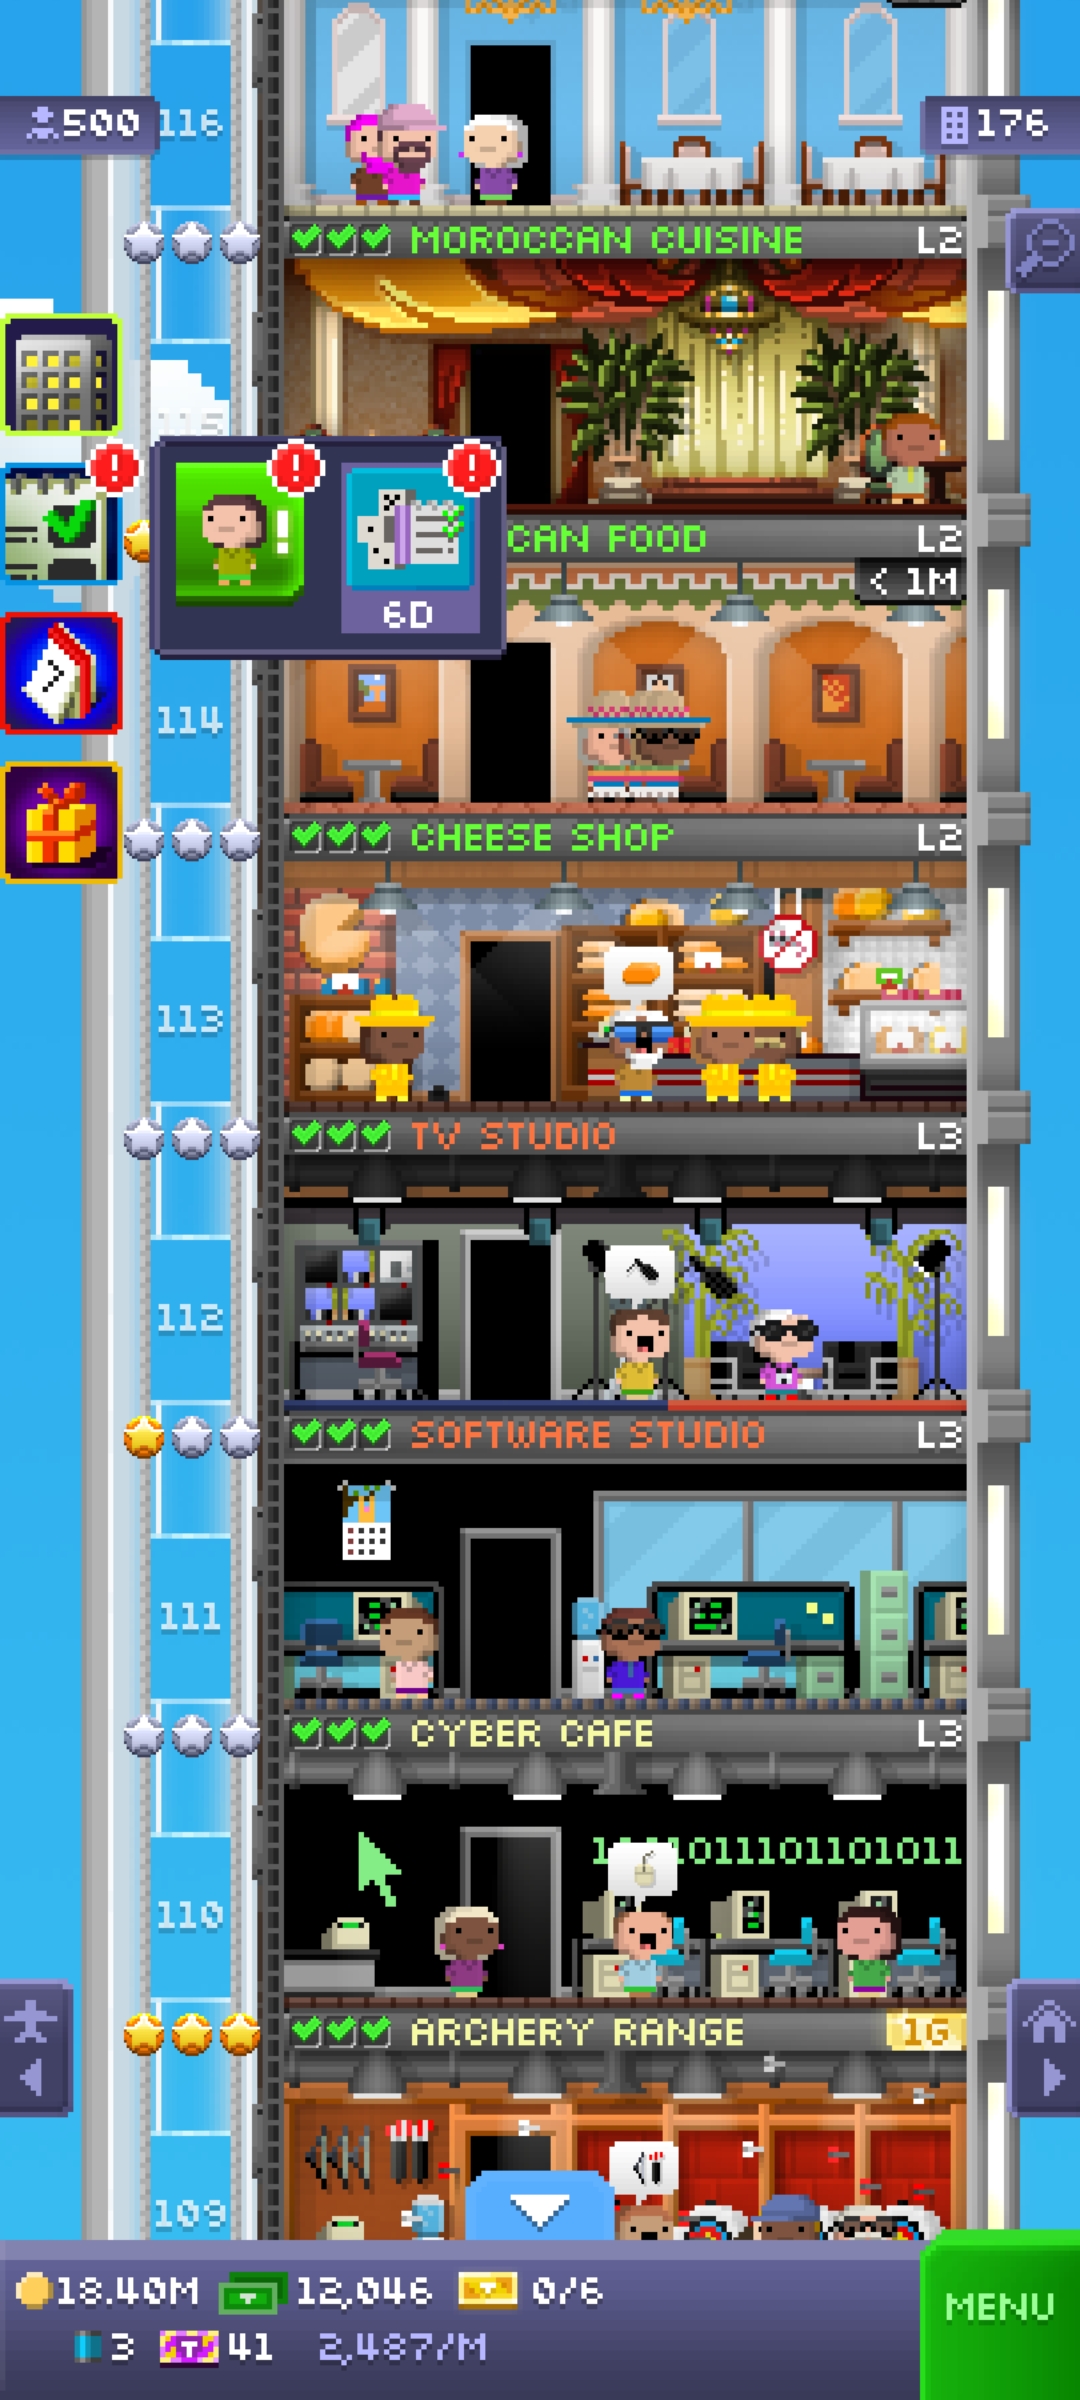 500
116
176
MOROCCAN CUISINE
L2
CAN FOOD
L2
6D
< 1M
114
CHEESE SHOP
L2
113
TV STUDIO
L3
112
SOFTWARE STUDIO
L3
111
CYBER CAFE
L3
011101101011
110
ARCHERY RANGE
1G
109
18.40M
12,046
0/6
MENU
3
41
2,487/M